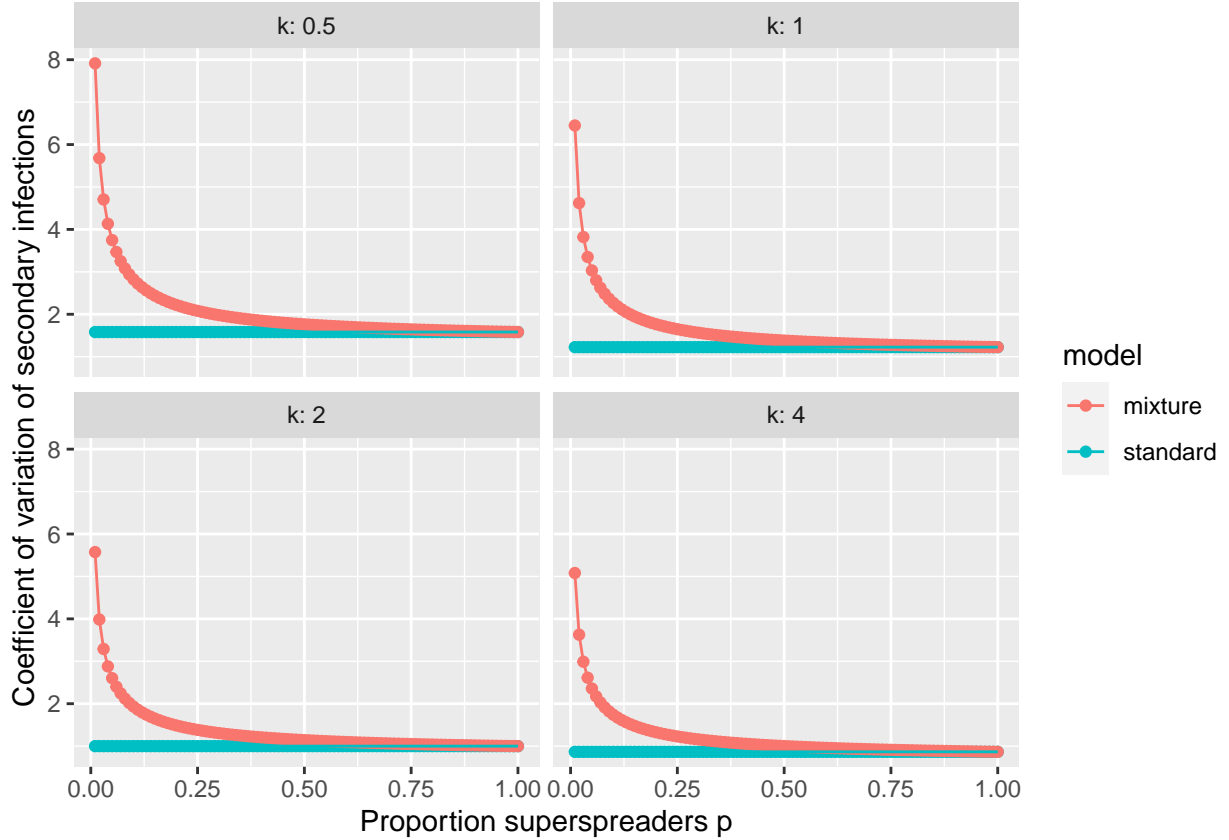 k: 0.5
k: 1
8
6
4
2
k: 2
k: 4
8
6
4
2
0.00 0.25 0.50 0.75 1.00 0.00 0.25 0.50 0.75 1.00
Proportion superspreaders p
Coefficient of variation of secondary infections
model
mixture
standard